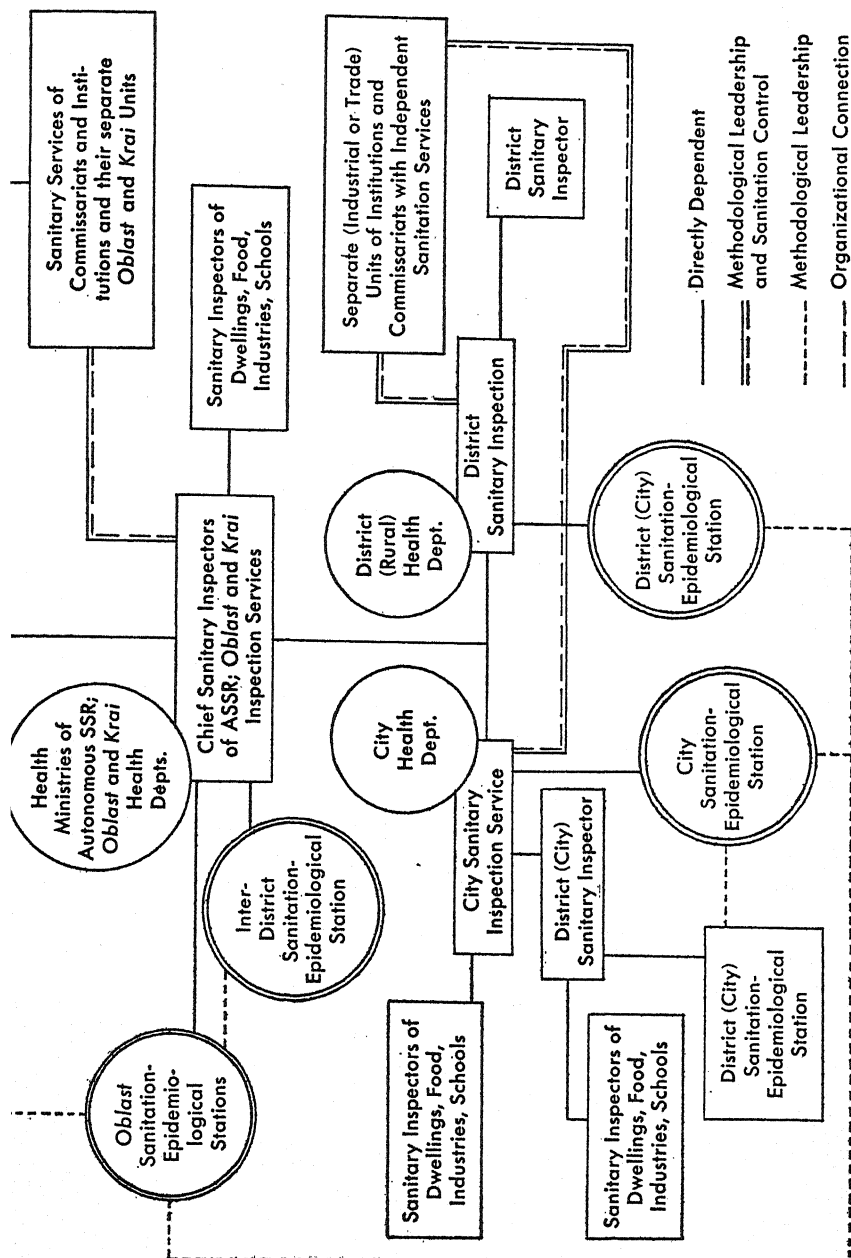 Health
Ministries of
Autonomous SSR;
Oblast and Krai
Health
Depts.
Chief Sanitary Inspectors
of ASSR; Oblast and Krai
Inspection Services
Sanitary Services of
Commissariats and Insti-
tutions and their separate
Oblast and Krai Units
Sanitary Inspectors of
Dwellings, Food,
Industries, Schools
Oblast
Sanitation-
Epidemio-
logical
Stations
Inter-
District
Sanitation-
Epidemiological
Station
City
Health
Dept.
City Sanitary
Inspection Service
District
(Rural)
Health
Dept.
District
Sanitary Inspection
Separate (Industrial or Trade)
Units of Institutions and
Commissariats with Independent
Sanitation Services
District
Sanitary
Inspector
Sanitary Inspectors of
Dwellings, Food,
Industries, Schools
District (City)
Sanitary Inspector
Sanitary Inspectors of
Dwellings, Food,
Industries, Schools
District (City)
Sanitation-
Epidemiological
Station
City
Sanitation-
Epidemiological
Station
District (City)
Sanitation-
Epidemiological
Station
Directly Dependent
Methodological Leadership
and Sanitation Control
Methodological Leadership
Organizational Connection